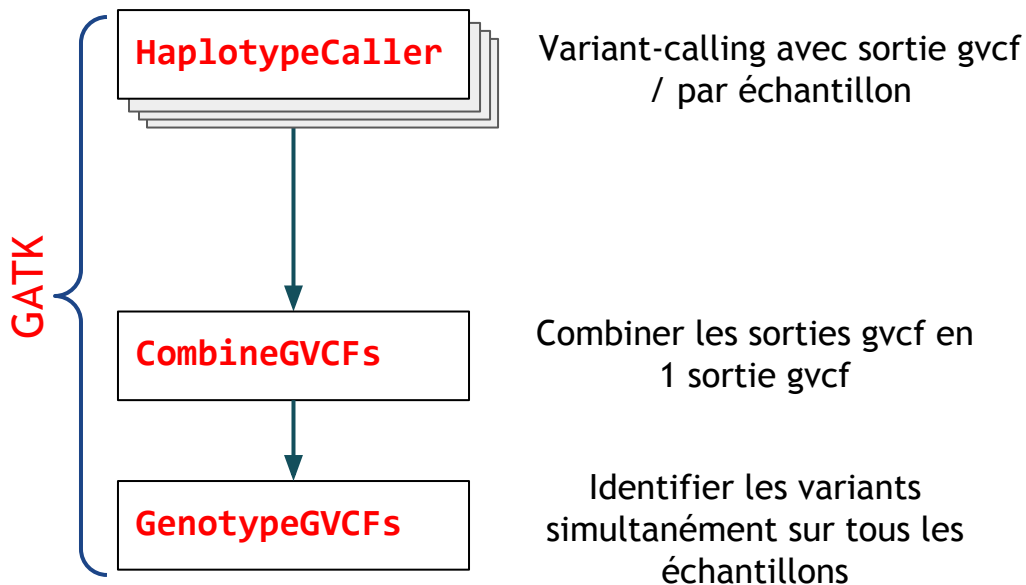 HaplotypeCaller
Variant-calling avec sortie gvcf
/ par échantillon
GATK
CombineGVCFs
Combiner les sorties gvcf en
1 sortie gvcf
GenotypeGVCFs
Identifier les variants
simultanément sur tous les
échantillons